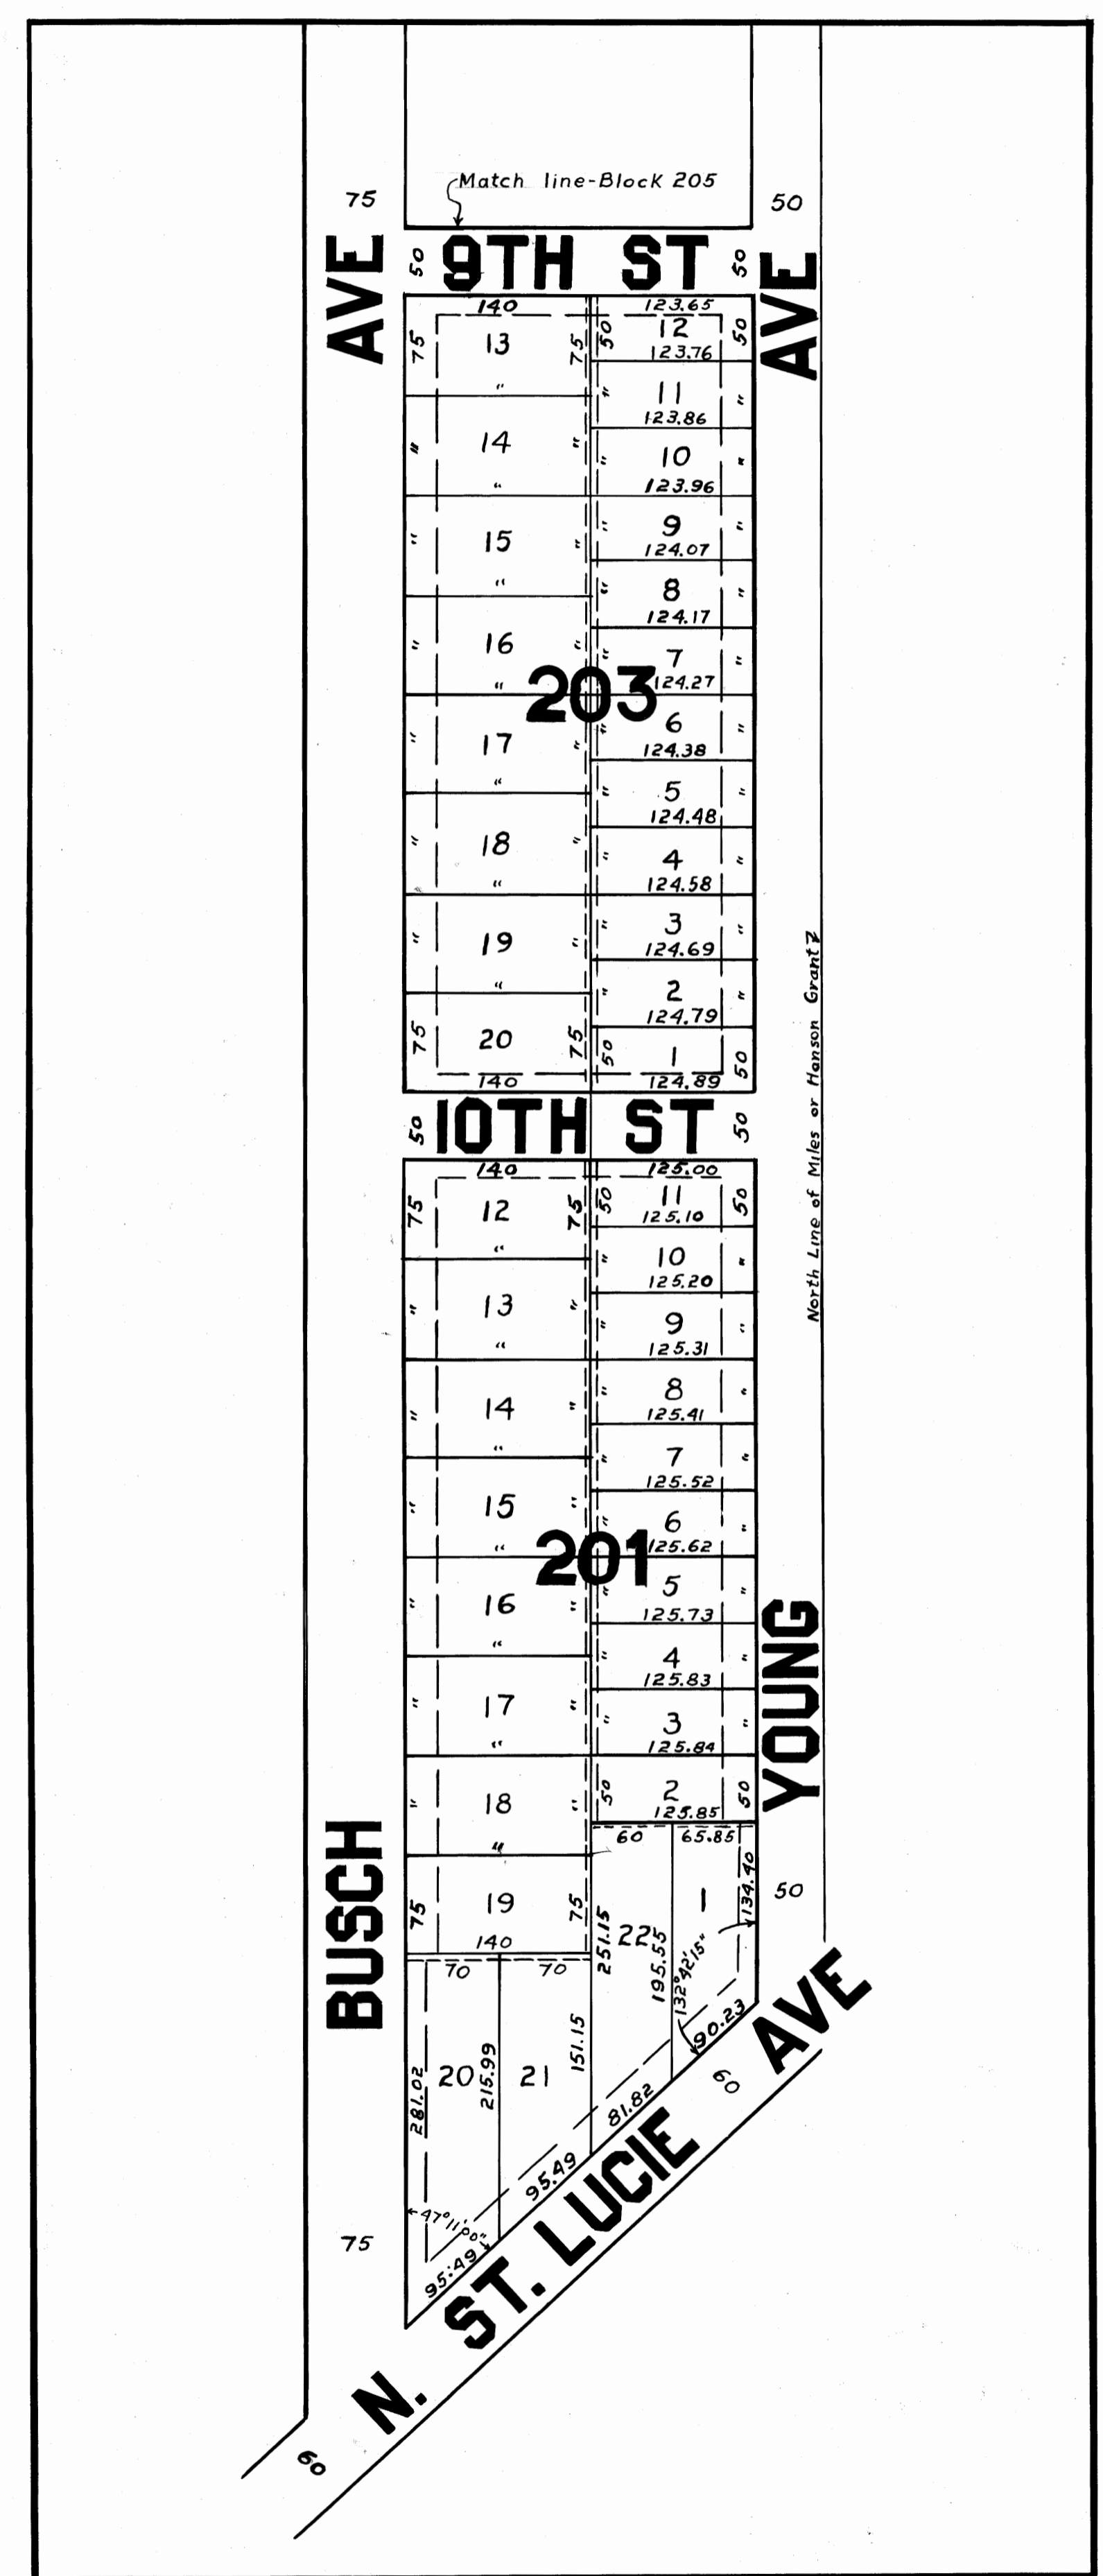 Match line-Block 205
75
50
BUSCH AVE
YOUNG AVE
50 9TH ST 50
140 123.65
75 13 75 50 12 50
123.76
"
" 11 "
123.86
" 14 "
" 10 "
"
123.96
" 15 "
" 9 "
124.07
"
" 8 "
124.17
" 16 "
" 7 "
"
124.27
203
" 17 "
" 6 "
124.38
"
" 5 "
124.48
" 18 "
" 4 "
"
124.58
" 19 "
" 3 "
124.69
"
" 2 "
124.79
75 20 75 50 1 50
140 124.89
North Line of Miles or Hanson Grant
50 10TH ST 50
140 125.00
75 12 75 50 11 50
125.10
"
" 10 "
125.20
" 13 "
" 9 "
"
125.31
" 14 "
" 8 "
125.41
"
" 7 "
125.52
" 15 "
" 6 "
"
125.62
201
" 16 "
" 5 "
125.73
"
" 4 "
125.83
" 17 "
" 3 "
"
125.84
" 18 "
50 2 50
125.85
"
60 65.85
75 19 75
140
251.15 22 195.55 1 134.40
50
132°42'15"
90.23
70 70
281.02 20 215.99 21 151.15
81.82
95.49
47°11'00"
95.49
75
60
N. ST. LUCIE AVE
60